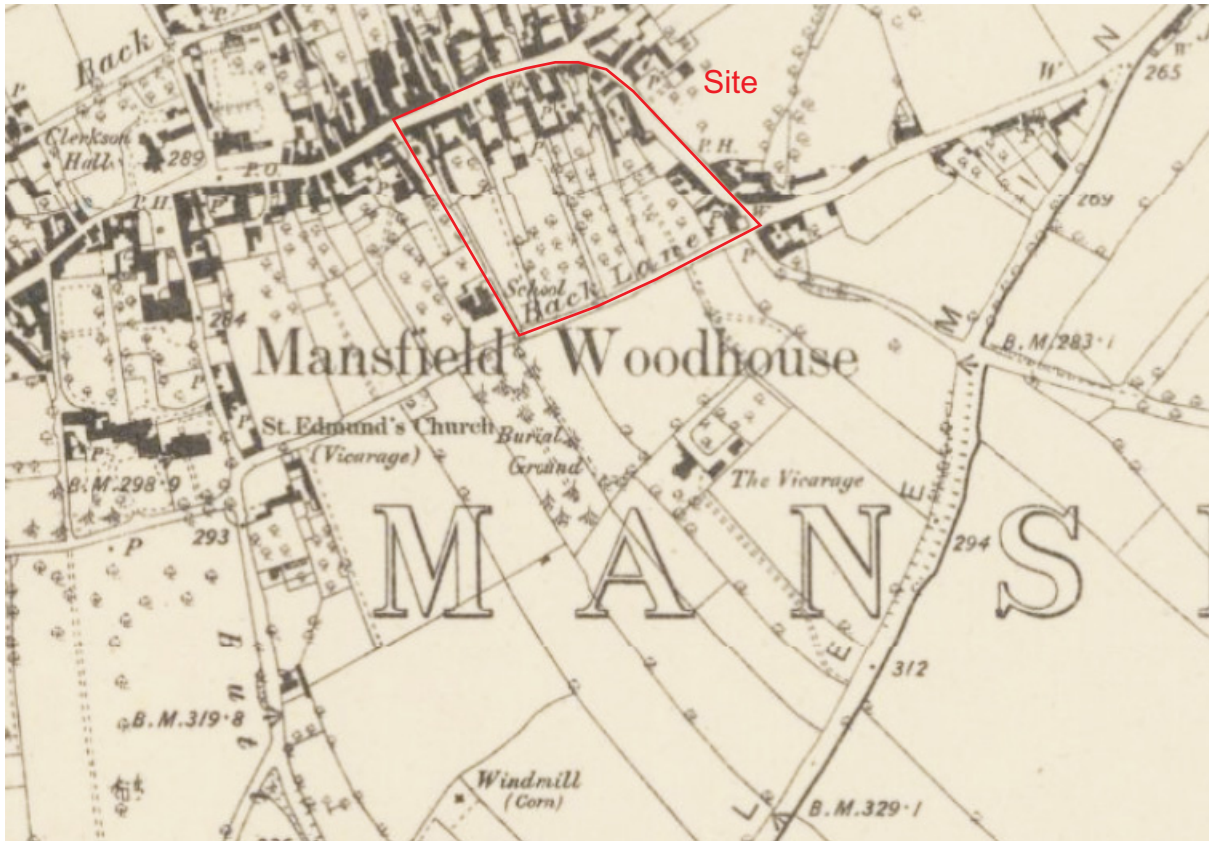 Back
N
Site
W
265
P
Clerkson
Hall
289
P.O.
P.H.
P.H.
W
P
269
284
School
Back Lane
P
M
Mansfield Woodhouse
B.M.283·1
P
St. Edmund's Church
(Vicarage)
Burial
Ground
P
B.M.298·9
The Vicarage
E
293
P
MANS
294
E
312
B.M.319·8
Windmill
(Corn)
L
B.M.329·1